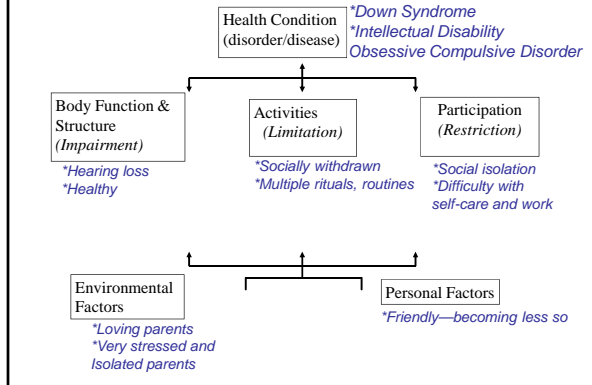 Health Condition
(disorder/disease)
*Down Syndrome
*Intellectual Disability
Obsessive Compulsive Disorder
Body Function &
Structure
(Impairment)
*Hearing loss
*Healthy
Activities
(Limitation)
*Socially withdrawn
*Multiple rituals, routines
Participation
(Restriction)
*Social isolation
*Difficulty with
self-care and work
Environmental
Factors
*Loving parents
*Very stressed and
Isolated parents
Personal Factors
*Friendly—becoming less so